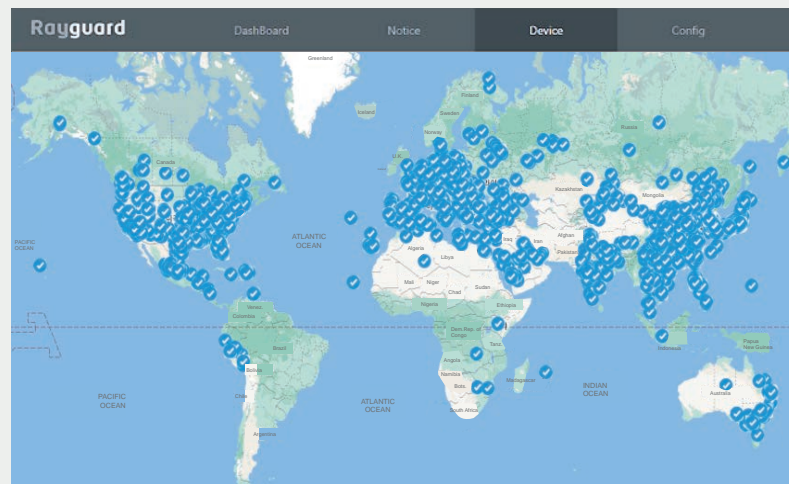 Rayguard
DashBoard
Notice
Device
Config
Greenland
Iceland
Finland
Sweden
Norway
U.K.
Russia
Canada
Kazakhstan
Mongolia
PACIFIC
OCEAN
ATLANTIC
OCEAN
Algeria
Libya
Iraq
Iran
Afghan
Pakistan
Mali
Niger
Chad
Sudan
Nigeria
Ethiopia
Colombia
Dem.Rep. of
Congo
Tanz.
Papua
New Guinea
Brazil
Bolivia
Angola
Namibia
Bots.
Madagascar
INDIAN
OCEAN
Australia
PACIFIC
OCEAN
Chile
ATLANTIC
OCEAN
South Africa
Argentina